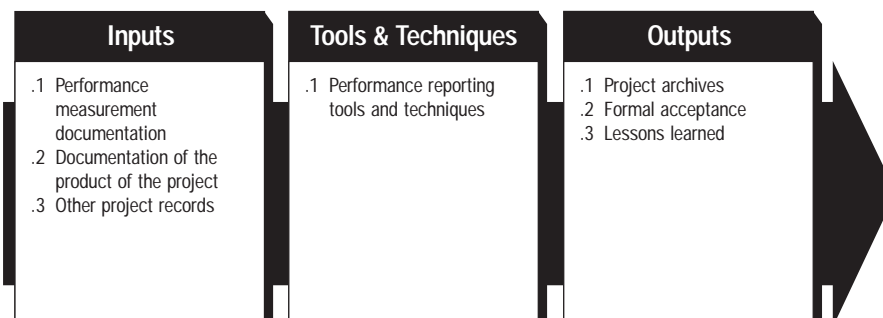 Inputs
.1 Performance
measurement
documentation
.2 Documentation of the
product of the project
.3 Other project records
Tools & Techniques
.1 Performance reporting
tools and techniques
Outputs
.1 Project archives
.2 Formal acceptance
.3 Lessons learned